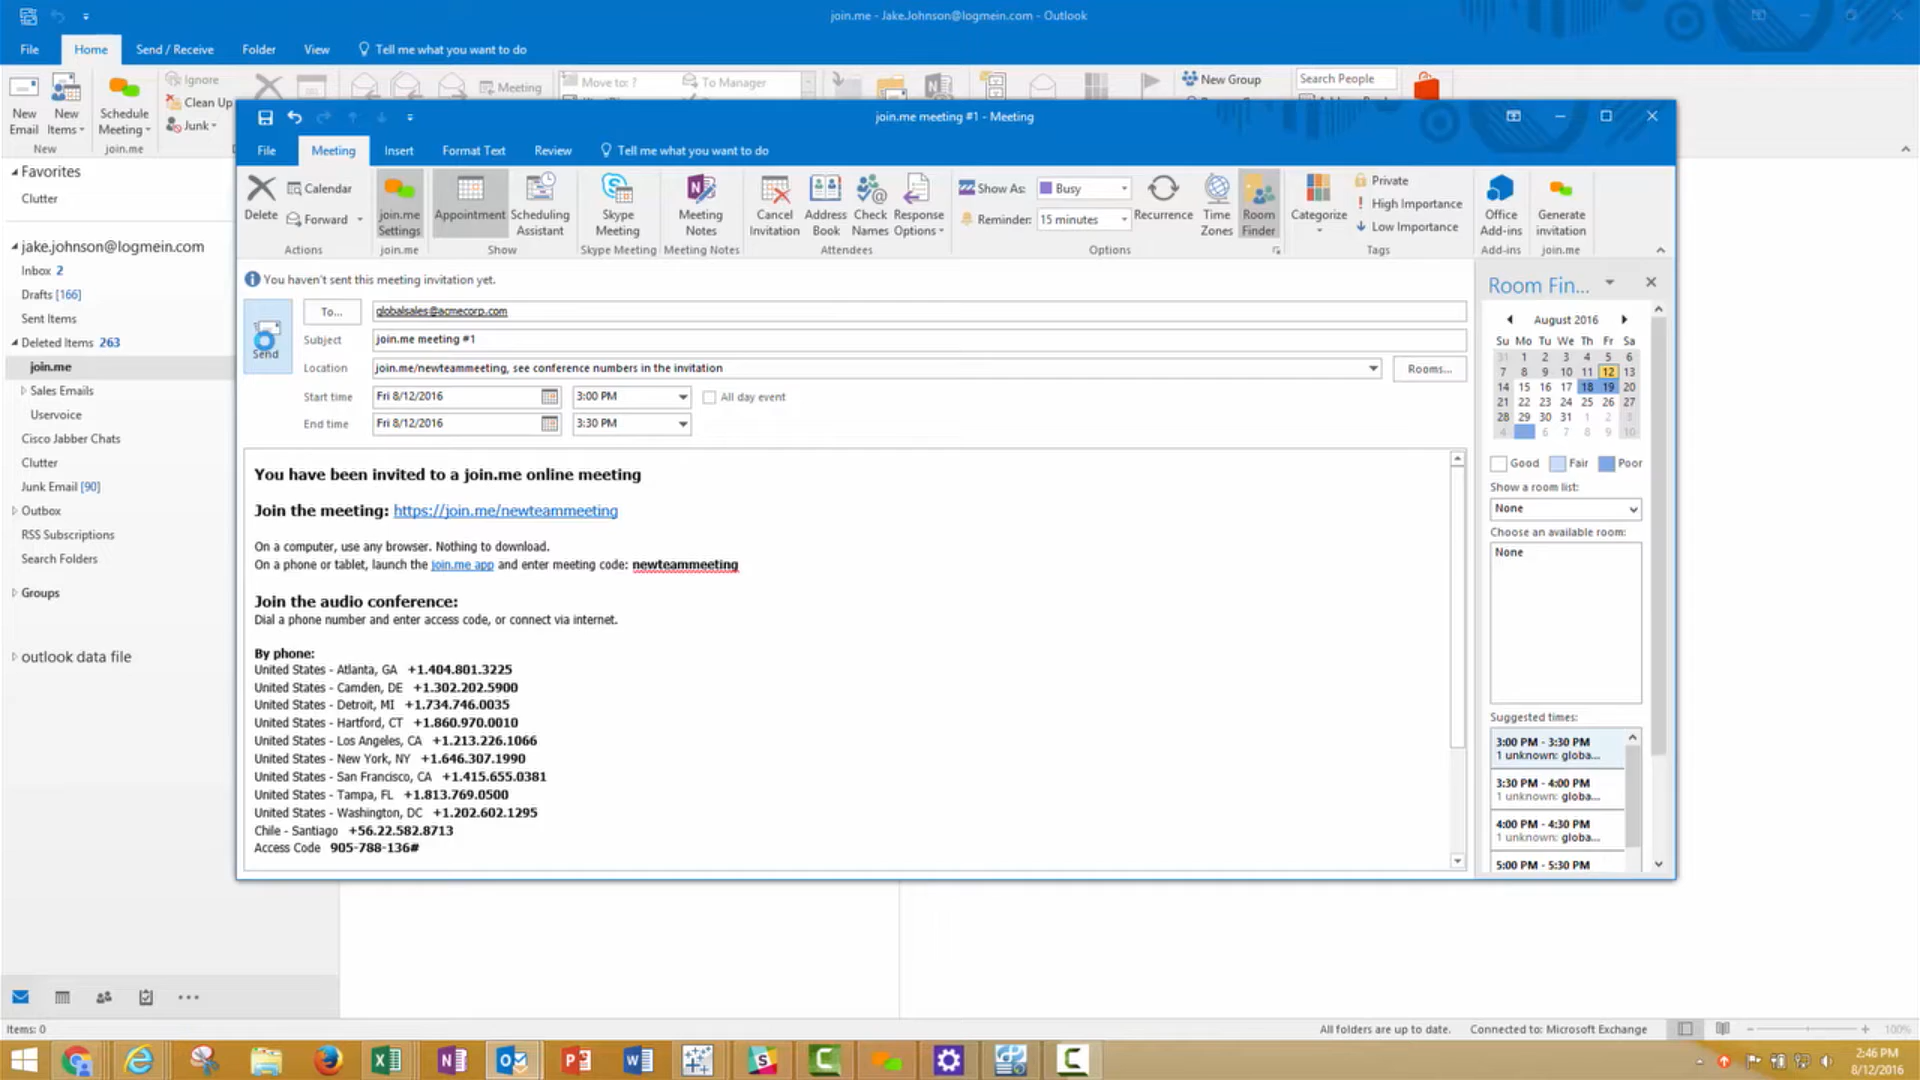 join.me - Jake.Johnson@logmein.com - Outlook
File Home Send / Receive Folder View Tell me what you want to do
Ignore
Clean Up
Junk
New Email
New Items
Schedule Meeting
New
join.me
Meeting
Move to: ?
To Manager
New Group
Search People
join.me meeting #1 - Meeting
File Meeting Insert Format Text Review Tell me what you want to do
Delete
Calendar
Forward
Actions
join.me Settings
join.me
Appointment
Scheduling Assistant
Show
Skype Meeting
Skype Meeting
Meeting Notes
Meeting Notes
Cancel Invitation
Address Book
Check Names
Response Options
Attendees
Show As: Busy
Reminder: 15 minutes
Recurrence
Time Zones
Room Finder
Options
Categorize
Private
High Importance
Low Importance
Tags
Office Add-ins
Add-ins
Generate invitation
join.me
Favorites
Clutter
jake.johnson@logmein.com
Inbox 2
Drafts [166]
Sent Items
Deleted Items 263
join.me
Sales Emails
Uservoice
Cisco Jabber Chats
Clutter
Junk Email [90]
Outbox
RSS Subscriptions
Search Folders
Groups
outlook data file
You haven't sent this meeting invitation yet.
Send
To... globalsales@acmecorp.com
Subject join.me meeting #1
Location join.me/newteammeeting, see conference numbers in the invitation Rooms...
Start time Fri 8/12/2016 3:00 PM All day event
End time Fri 8/12/2016 3:30 PM
You have been invited to a join.me online meeting
Join the meeting: https://join.me/newteammeeting
On a computer, use any browser. Nothing to download.
On a phone or tablet, launch the join.me app and enter meeting code: newteammeeting
Join the audio conference:
Dial a phone number and enter access code, or connect via internet.
By phone:
United States - Atlanta, GA +1.404.801.3225
United States - Camden, DE +1.302.202.5900
United States - Detroit, MI +1.734.746.0035
United States - Hartford, CT +1.860.970.0010
United States - Los Angeles, CA +1.213.226.1066
United States - New York, NY +1.646.307.1990
United States - San Francisco, CA +1.415.655.0381
United States - Tampa, FL +1.813.769.0500
United States - Washington, DC +1.202.602.1295
Chile - Santiago +56.22.582.8713
Access Code 905-788-136#
Room Fin...
August 2016
Su Mo Tu We Th Fr Sa
31 1 2 3 4 5 6
7 8 9 10 11 12 13
14 15 16 17 18 19 20
21 22 23 24 25 26 27
28 29 30 31 1 2 3
4 6 7 8 9 10
Good Fair Poor
Show a room list:
None
Choose an available room:
None
Suggested times:
3:00 PM - 3:30 PM
1 unknown: globa...
3:30 PM - 4:00 PM
1 unknown: globa...
4:00 PM - 4:30 PM
1 unknown: globa...
5:00 PM - 5:30 PM
Items: 0
All folders are up to date. Connected to: Microsoft Exchange 100%
2:46 PM
8/12/2016